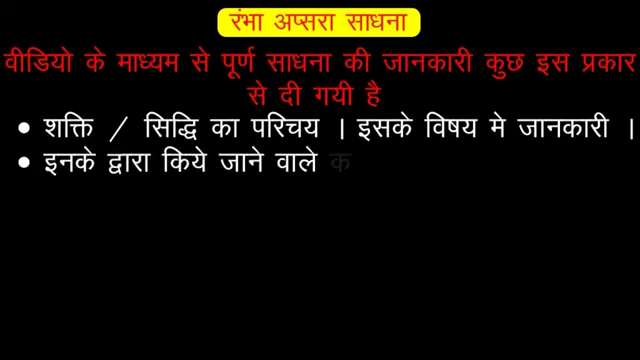 रंभा अप्सरा साधना
वीडियो के माध्यम से पूर्ण साधना की जानकारी कुछ इस प्रकार
से दी गयी है
• शक्ति / सिद्धि का परिचय । इसके विषय मे जानकारी ।
• इनके द्वारा किये जाने वाले क